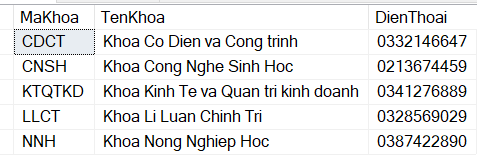 MaKhoa TenKhoa DienThoai
CDCT Khoa Co Dien va Cong trinh 0332146647
CNSH Khoa Cong Nghe Sinh Hoc 0213674459
KTQTKD Khoa Kinh Te va Quan tri kinh doanh 0341276889
LLCT Khoa Li Luan Chinh Tri 0328569029
NNH Khoa Nong Nghiep Hoc 0387422890